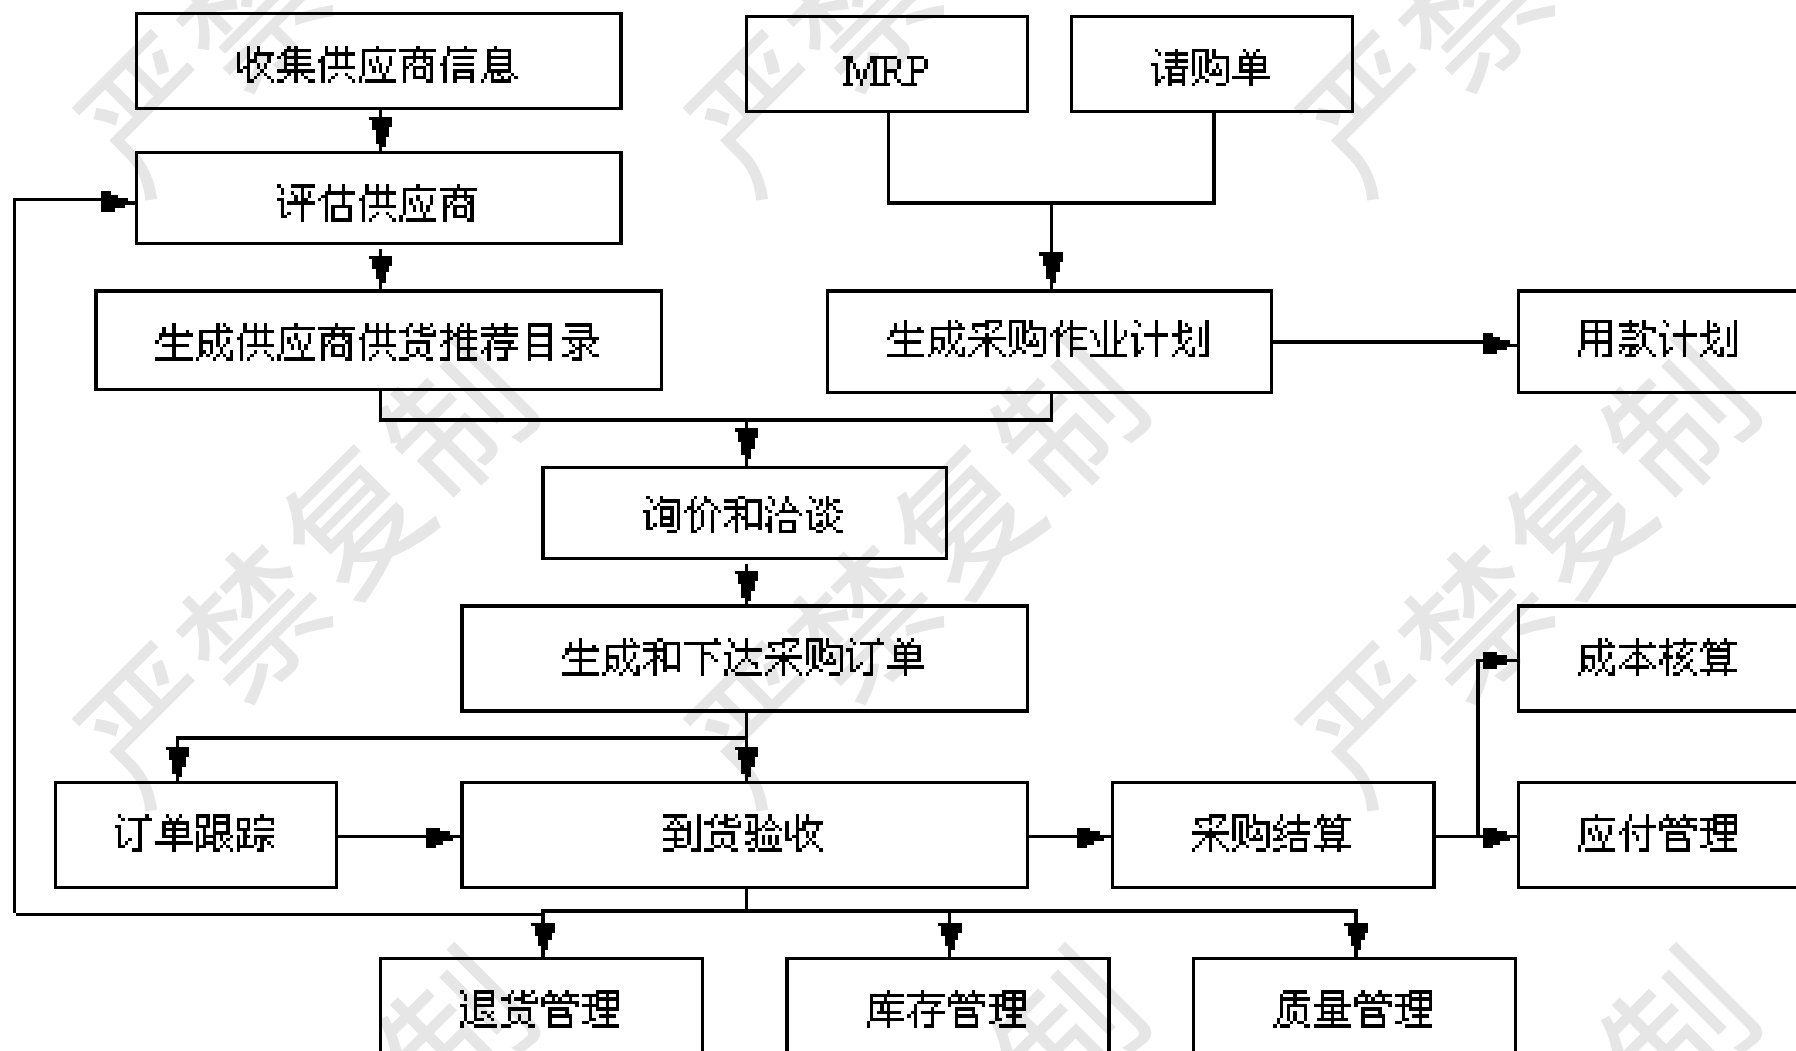 收集供应商信息
MRP
请购单
评估供应商
生成供应商供货推荐目录
生成采购作业计划
用款计划
询价和洽谈
生成和下达采购订单
成本核算
订单跟踪
到货验收
采购结算
应付管理
退货管理
库存管理
质量管理
严禁复制
严禁复制
严禁复制